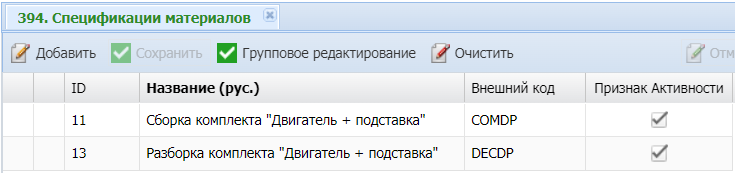 394. Спецификации материалов
Добавить Сохранить Групповое редактирование Очистить Отм
ID Название (рус.) Внешний код Признак Активности
11 Сборка комплекта "Двигатель + подставка" COMDP
13 Разборка комплекта "Двигатель + подставка" DECDP